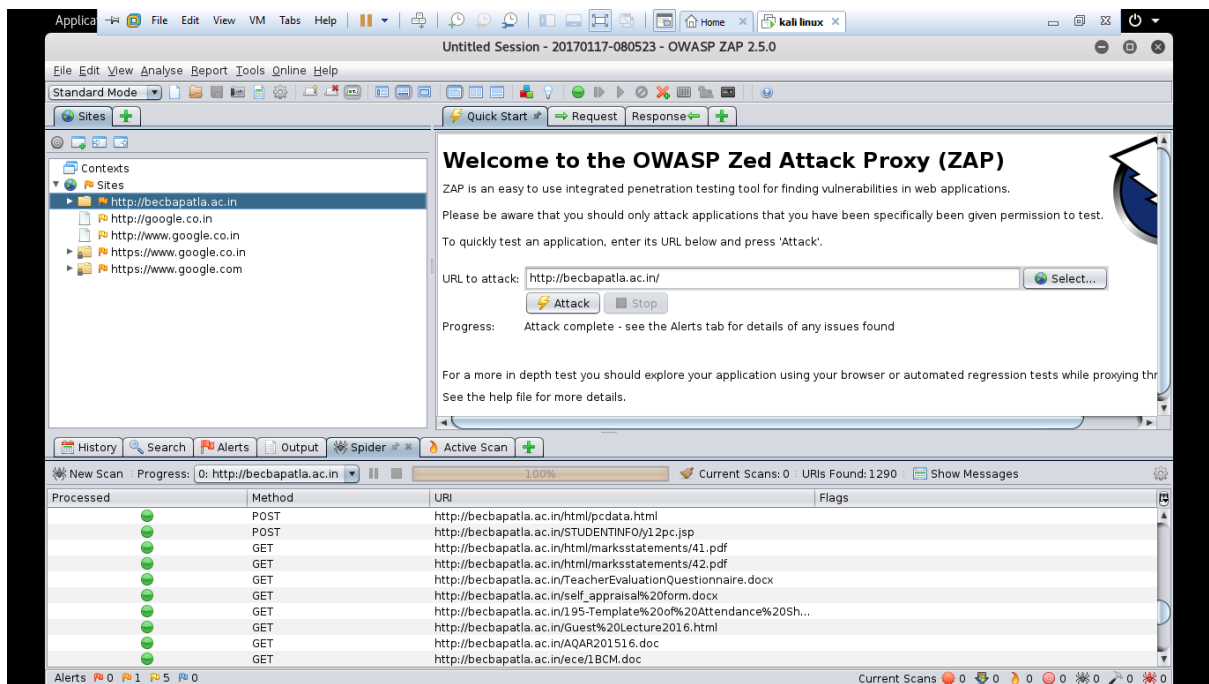 Applica File Edit View VM Tabs Help Home × kali linux ×
Untitled Session - 20170117-080523 - OWASP ZAP 2.5.0
File Edit View Analyse Report Tools Online Help
Standard Mode
Sites
Quick Start Request Response
Contexts
Sites
http://becbapatla.ac.in
http://google.co.in
http://www.google.co.in
https://www.google.co.in
https://www.google.com
Welcome to the OWASP Zed Attack Proxy (ZAP)
ZAP is an easy to use integrated penetration testing tool for finding vulnerabilities in web applications.
Please be aware that you should only attack applications that you have been specifically been given permission to test.
To quickly test an application, enter its URL below and press 'Attack'.
URL to attack: http://becbapatla.ac.in/ Select...
Attack Stop
Progress: Attack complete - see the Alerts tab for details of any issues found
For a more in depth test you should explore your application using your browser or automated regression tests while proxying thr
See the help file for more details.
History Search Alerts Output Spider Active Scan
New Scan Progress: 0: http://becbapatla.ac.in 100% Current Scans: 0 URIs Found: 1290 Show Messages
Processed Method URI Flags
POST http://becbapatla.ac.in/html/pcdata.html
POST http://becbapatla.ac.in/STUDENTINFO/y12pc.jsp
GET http://becbapatla.ac.in/html/marksstatements/41.pdf
GET http://becbapatla.ac.in/html/marksstatements/42.pdf
GET http://becbapatla.ac.in/TeacherEvaluationQuestionnaire.docx
GET http://becbapatla.ac.in/self_appraisal%20form.docx
GET http://becbapatla.ac.in/195-Template%20of%20Attendance%20Sh...
GET http://becbapatla.ac.in/Guest%20Lecture2016.html
GET http://becbapatla.ac.in/AQAR201516.doc
GET http://becbapatla.ac.in/ece/1BCM.doc
Alerts 0 1 5 0 Current Scans 0 0 0 0 0 0 0